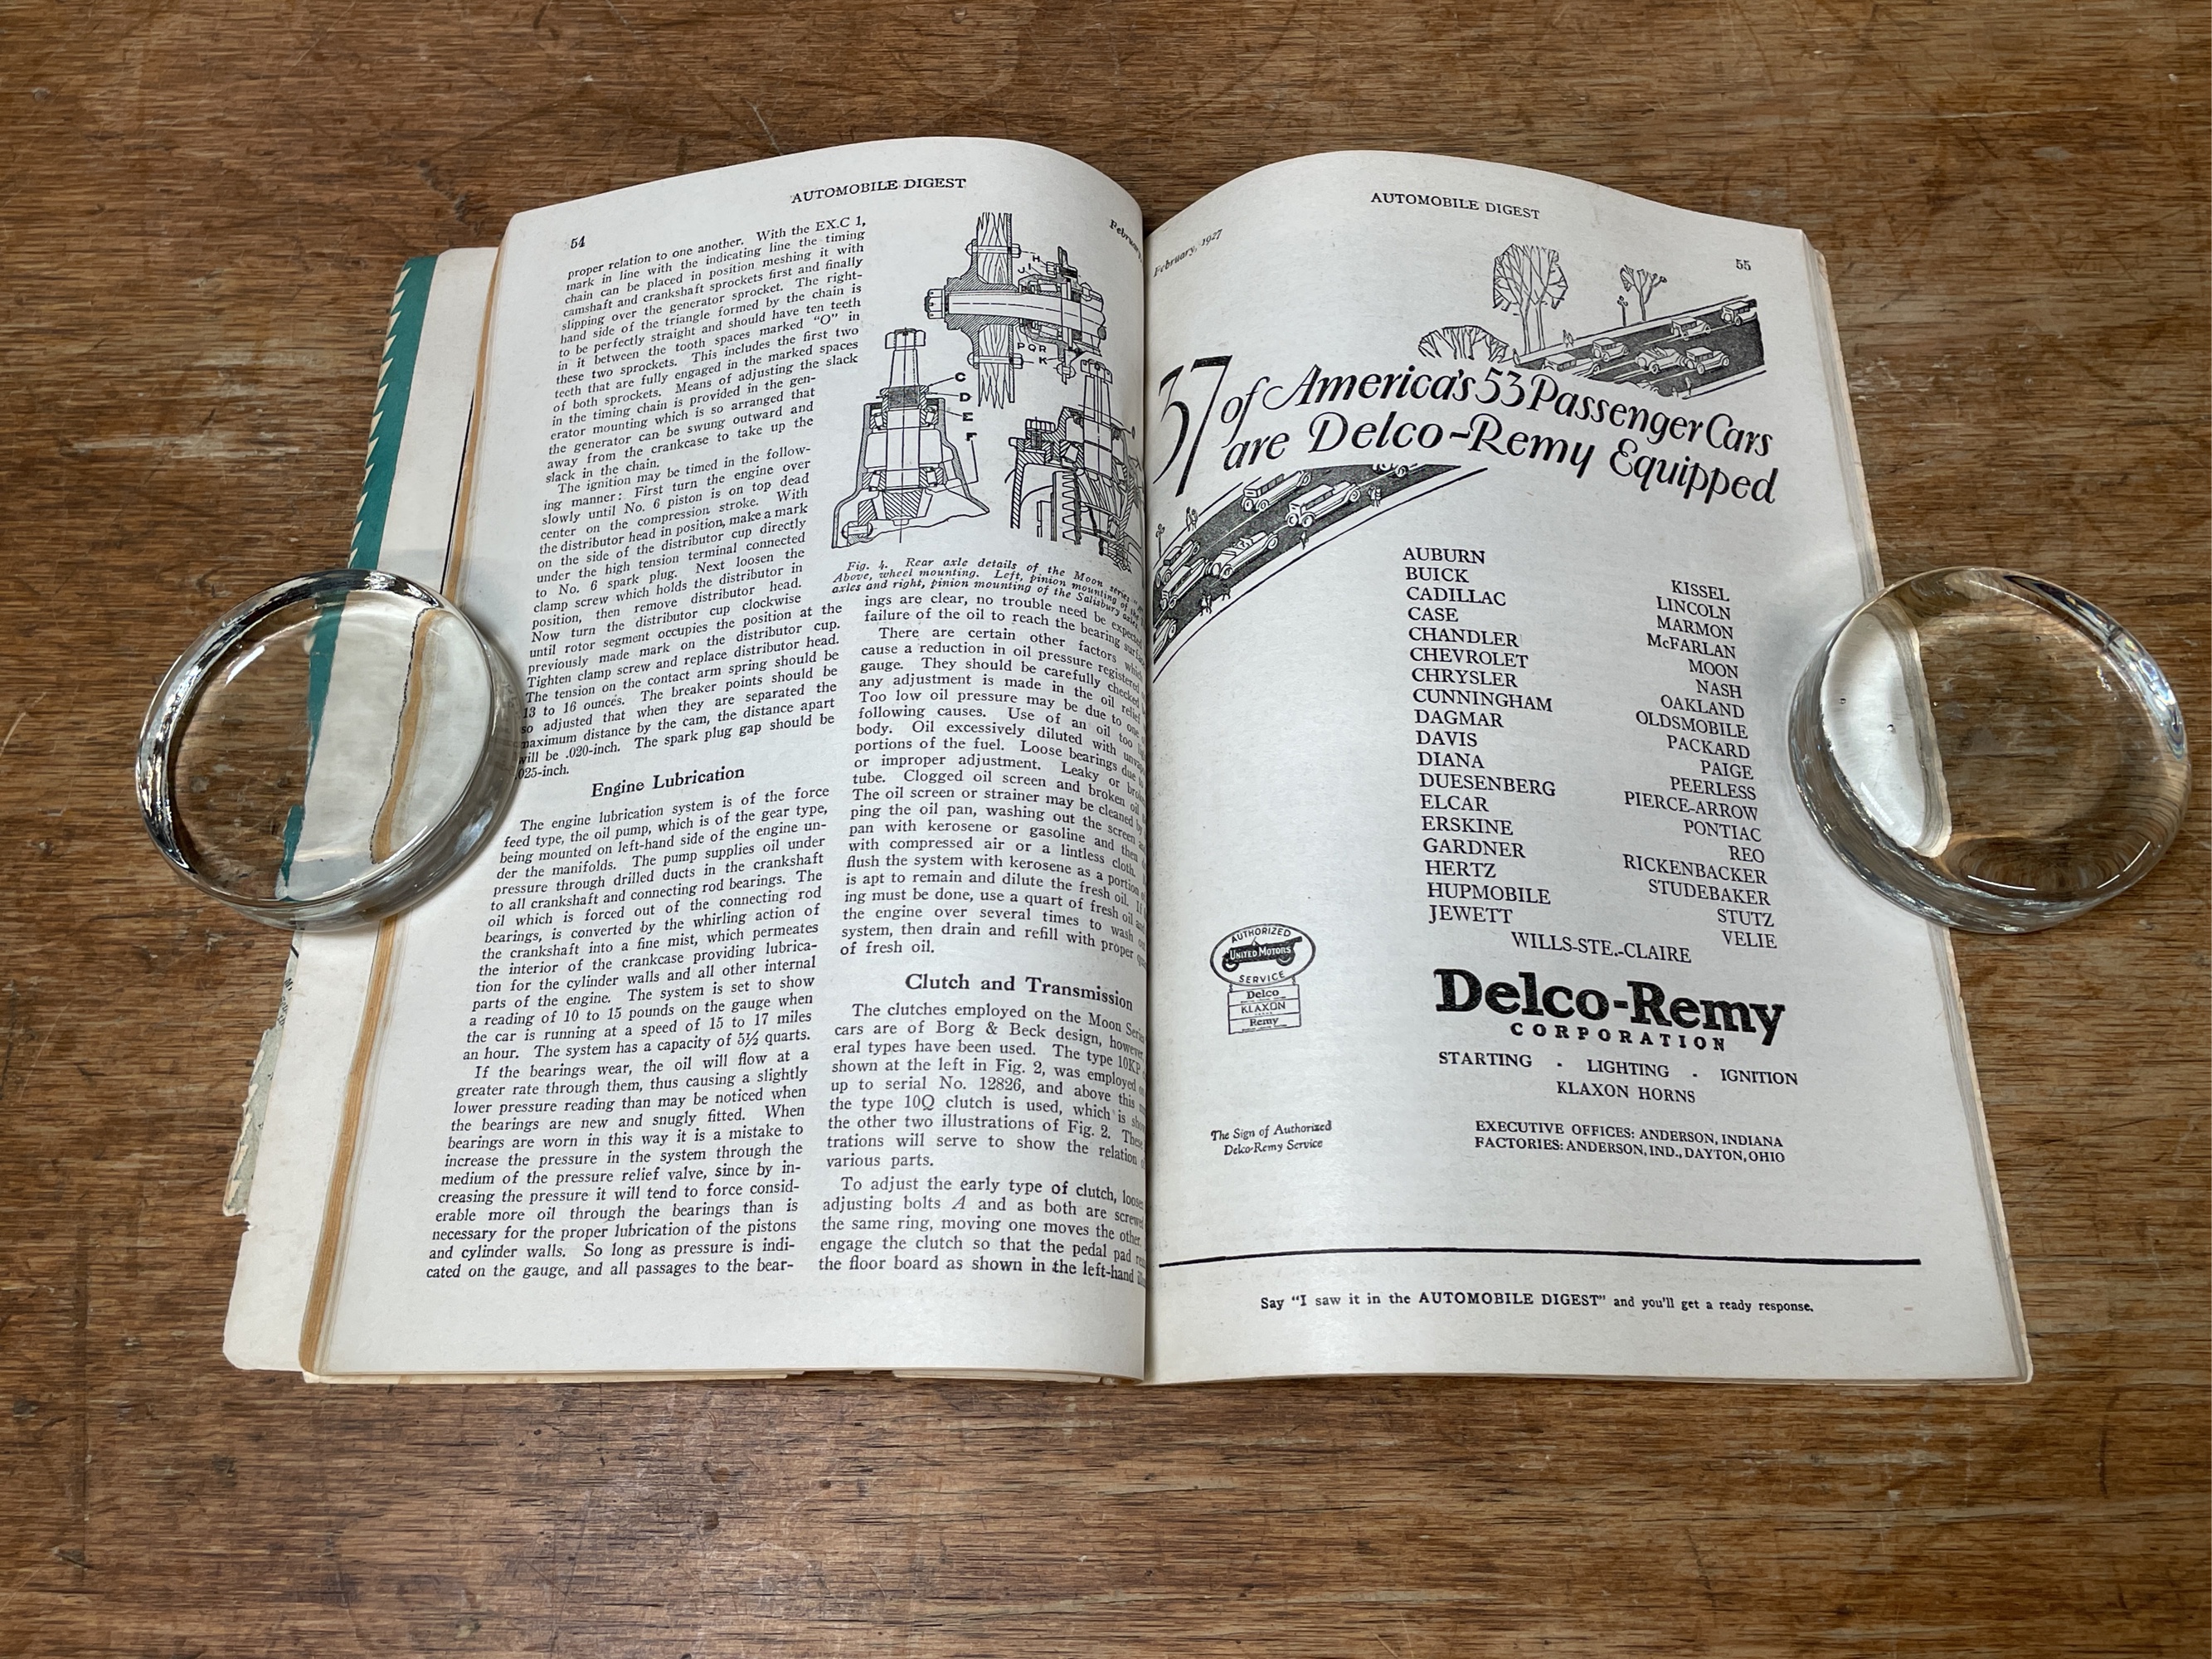 AUTOMOBILE DIGEST
54
proper relation to one another. With the EX.C 1,
mark in line with the indicating line the timing
chain can be placed in position meshing it with
camshaft and crankshaft sprockets first and finally
slipping over the generator sprocket. The right-
hand side of the triangle formed by the chain is
to be perfectly straight and should have ten teeth
in it between the tooth spaces marked "O" in
these two sprockets. This includes the first two
teeth that are fully engaged in the marked spaces
of both sprockets. Means of adjusting the slack
in the timing chain is provided in the gen-
erator mounting which is so arranged that
the generator can be swung outward and
away from the crankcase to take up the
slack in the chain.
The ignition may be timed in the follow-
ing manner: First turn the engine over
slowly until No. 6 piston is on top dead
center on the compression stroke. With
the distributor head in position, make a mark
on the side of the distributor cup directly
under the high tension terminal connected
to No. 6 spark plug. Next loosen the
clamp screw which holds the distributor in
position, then remove distributor head.
Now turn the distributor cup clockwise
until rotor segment occupies the position at the
previously made mark on the distributor cup.
Tighten clamp screw and replace distributor head.
The tension on the contact arm spring should be
13 to 16 ounces. The breaker points should be
so adjusted that when they are separated the
maximum distance by the cam, the distance apart
will be .020-inch. The spark plug gap should be
.025-inch.
Engine Lubrication
The engine lubrication system is of the force
feed type, the oil pump, which is of the gear type,
being mounted on left-hand side of the engine un-
der the manifolds. The pump supplies oil under
pressure through drilled ducts in the crankshaft
to all crankshaft and connecting rod bearings. The
oil which is forced out of the connecting rod
bearings, is converted by the whirling action of
the crankshaft into a fine mist, which permeates
the interior of the crankcase providing lubrica-
tion for the cylinder walls and all other internal
parts of the engine. The system is set to show
a reading of 10 to 15 pounds on the gauge when
the car is running at a speed of 15 to 17 miles
an hour. The system has a capacity of 5½ quarts.
If the bearings wear, the oil will flow at a
greater rate through them, thus causing a slightly
lower pressure reading than may be noticed when
the bearings are new and snugly fitted. When
bearings are worn in this way it is a mistake to
increase the pressure in the system through the
medium of the pressure relief valve, since by in-
creasing the pressure it will tend to force consid-
erable more oil through the bearings than is
necessary for the proper lubrication of the pistons
and cylinder walls. So long as pressure is indi-
cated on the gauge, and all passages to the bear-
H
J
I
P Q R
K
C
D
E
F
Fig. 4. Rear axle details of the Moon series
Above, wheel mounting. Left, pinion mounting of the
axles and right, pinion mounting of the Salisbury axles.
ings are clear, no trouble need be expected
failure of the oil to reach the bearing
There are certain other factors which
cause a reduction in oil pressure registered
gauge. They should be carefully checked
any adjustment is made in the oil relief
Too low oil pressure may be due to one
following causes. Use of an oil too
body. Oil excessively diluted with
portions of the fuel. Loose bearings due
or improper adjustment. Leaky or
tube. Clogged oil screen and broken oil
The oil screen or strainer may be cleaned by
ping the oil pan, washing out the screen
pan with kerosene or gasoline and then
with compressed air or a lintless cloth.
flush the system with kerosene as a portion of
is apt to remain and dilute the fresh oil. If
ing must be done, use a quart of fresh oil and
the engine over several times to wash
system, then drain and refill with proper
of fresh oil.
Clutch and Transmission
The clutches employed on the Moon Series
cars are of Borg & Beck design, however,
eral types have been used. The type 10KP
shown at the left in Fig. 2, was employed
up to serial No. 12826, and above this
the type 10Q clutch is used, which is
the other two illustrations of Fig. 2. These
trations will serve to show the relation
various parts.
To adjust the early type of clutch,
adjusting bolts A and as both are screwed
the same ring, moving one moves the other,
engage the clutch so that the pedal pad
the floor board as shown in the left-hand
AUTOMOBILE DIGEST
February, 1927
55
37 of America's 53 Passenger Cars
are Delco-Remy Equipped
AUBURN
BUICK
CADILLAC
CASE
CHANDLER
CHEVROLET
CHRYSLER
CUNNINGHAM
DAGMAR
DAVIS
DIANA
DUESENBERG
ELCAR
ERSKINE
GARDNER
HERTZ
HUPMOBILE
JEWETT
KISSEL
LINCOLN
MARMON
McFARLAN
MOON
NASH
OAKLAND
OLDSMOBILE
PACKARD
PAIGE
PEERLESS
PIERCE-ARROW
PONTIAC
REO
RICKENBACKER
STUDEBAKER
STUTZ
VELIE
WILLS-STE.-CLAIRE
AUTHORIZED
UNITED MOTORS
SERVICE
Delco
KLAXON
Remy
The Sign of Authorized
Delco-Remy Service
Delco-Remy
CORPORATION
STARTING · LIGHTING · IGNITION
KLAXON HORNS
EXECUTIVE OFFICES: ANDERSON, INDIANA
FACTORIES: ANDERSON, IND., DAYTON, OHIO
Say "I saw it in the AUTOMOBILE DIGEST" and you'll get a ready response.